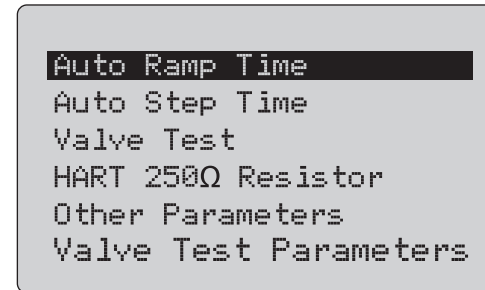 Auto Ramp Time
Auto Step Time
Valve Test
HART 250Ω Resistor
Other Parameters
Valve Test Parameters